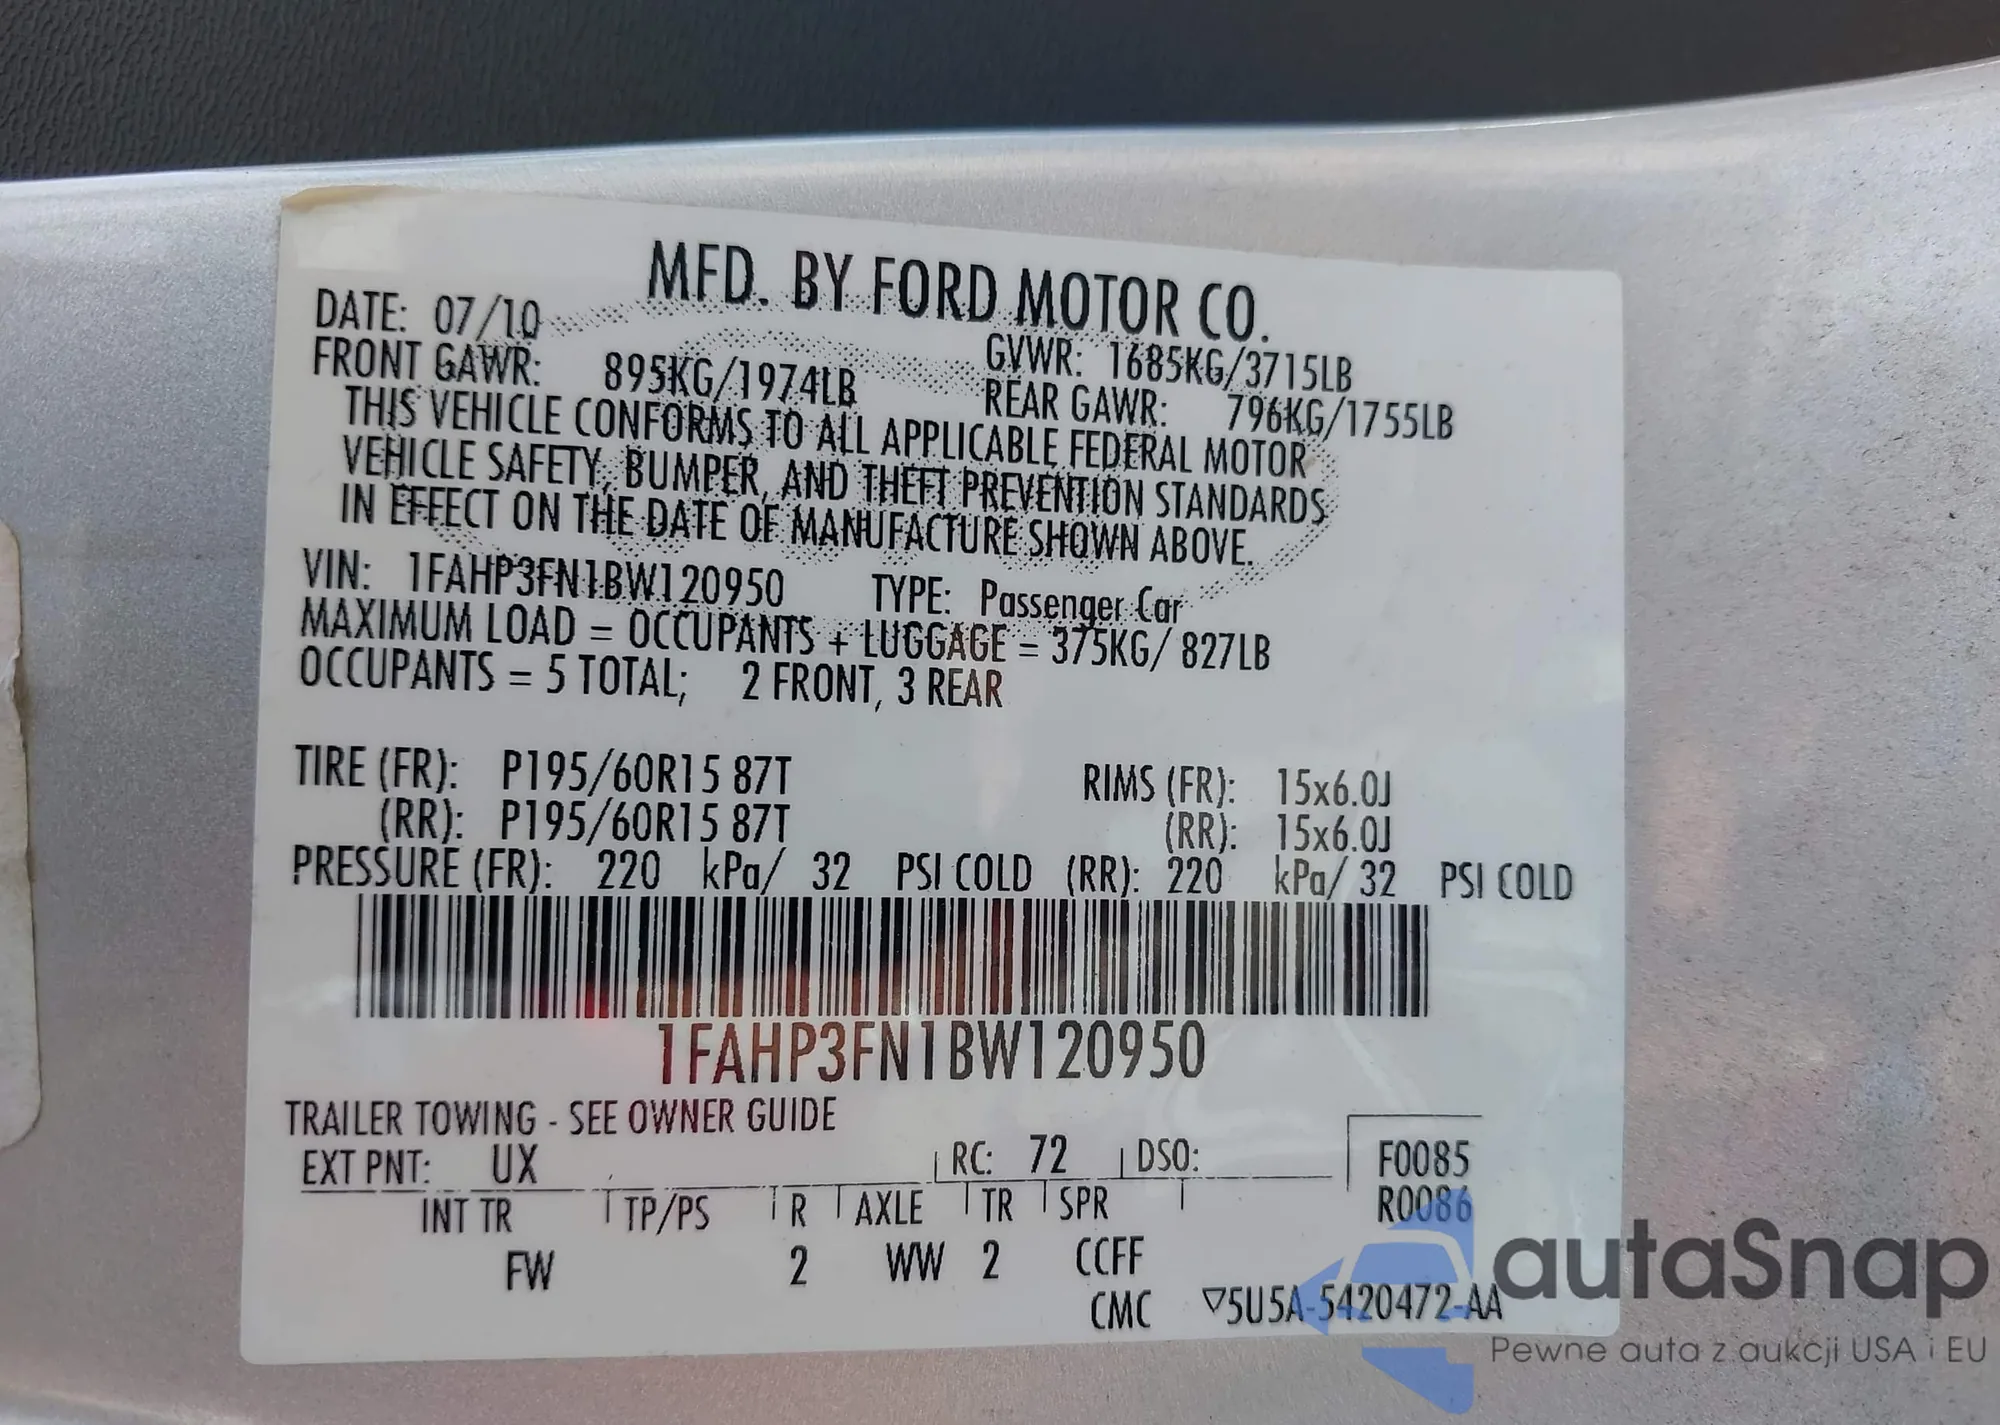 MFD. BY FORD MOTOR CO.
DATE: 07/10
GVWR: 1685KG/3715LB
FRONT GAWR: 895KG/1974LB REAR GAWR: 796KG/1755LB
THIS VEHICLE CONFORMS TO ALL APPLICABLE FEDERAL MOTOR
VEHICLE SAFETY, BUMPER, AND THEFT PREVENTION STANDARDS
IN EFFECT ON THE DATE OF MANUFACTURE SHOWN ABOVE.
VIN: 1FAHP3FN1BW120950 TYPE: Passenger Car
MAXIMUM LOAD = OCCUPANTS + LUGGAGE = 375KG/ 827LB
OCCUPANTS = 5 TOTAL; 2 FRONT, 3 REAR
TIRE (FR): P195/60R15 87T RIMS (FR): 15x6.0J
(RR): P195/60R15 87T (RR): 15x6.0J
PRESSURE (FR): 220 kPa/ 32 PSI COLD (RR): 220 kPa/ 32 PSI COLD
1FAHP3FN1BW120950
TRAILER TOWING - SEE OWNER GUIDE
EXT PNT: UX RC: 72 DSO: F0085
INT TR TP/PS R AXLE TR SPR R0086
FW 2 WW 2 CCFF
CMC ▽5U5A-5420472-AA
autaSnap
Pewne auta z aukcji USA i EU